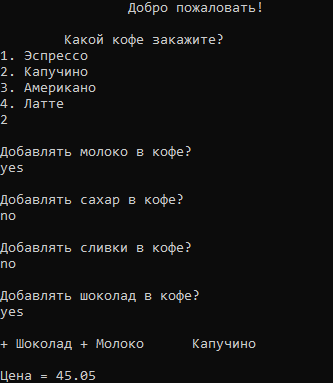 Добро пожаловать!
Какой кофе закажите?
1. Эспрессо
2. Капучино
3. Американо
4. Латте
2
Добавлять молоко в кофе?
yes
Добавлять сахар в кофе?
no
Добавлять сливки в кофе?
no
Добавлять шоколад в кофе?
yes
+ Шоколад + Молоко Капучино
Цена = 45.05